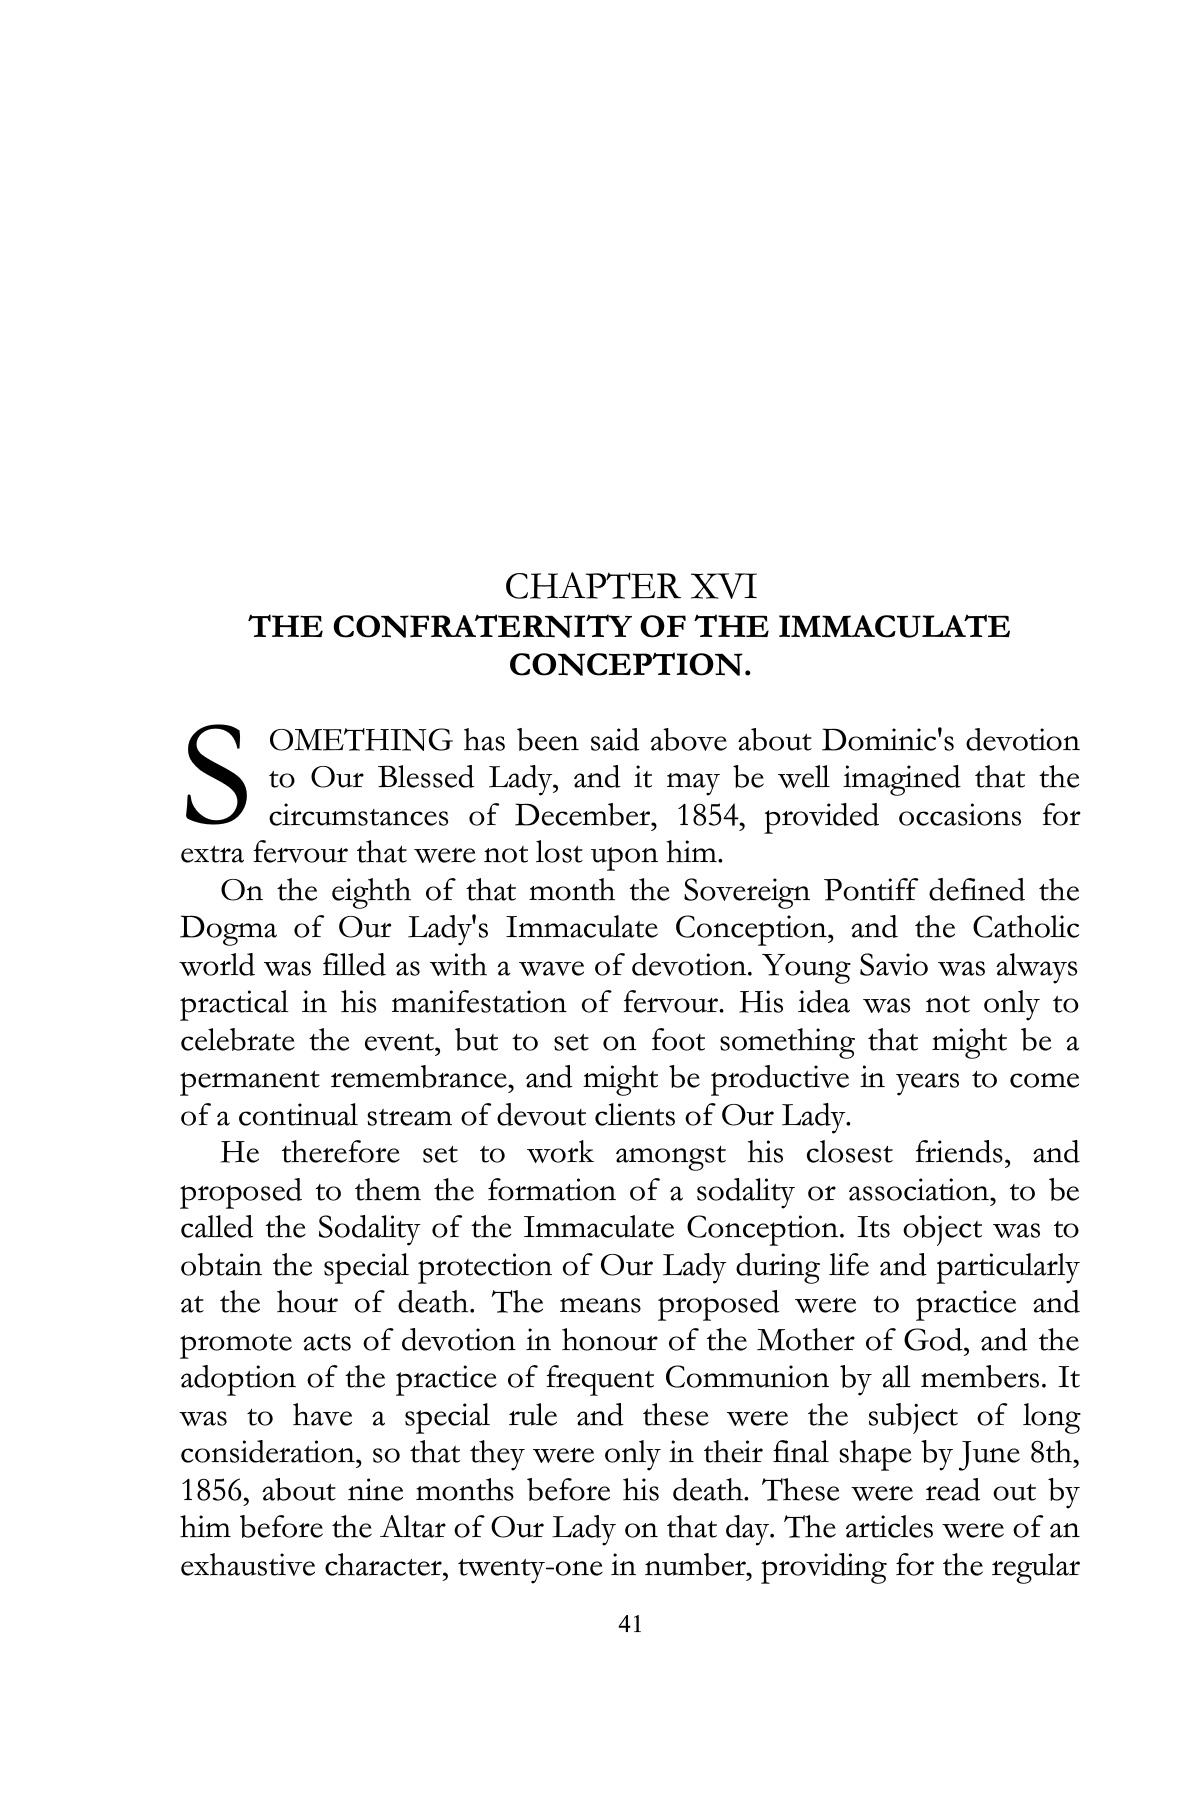 CHAPTER XVI
THE CONFRATERNITY OF THE IMMACULATE
CONCEPTION.
SOMETHING has been said above about Dominic's devotion
to Our Blessed Lady, and it may be well imagined that the
circumstances of December, 1854, provided occasions for
extra fervour that were not lost upon him.
On the eighth of that month the Sovereign Pontiff defined the
Dogma of Our Lady's Immaculate Conception, and the Catholic
world was filled as with a wave of devotion. Young Savio was always
practical in his manifestation of fervour. His idea was not only to
celebrate the event, but to set on foot something that might be a
permanent remembrance, and might be productive in years to come
of a continual stream of devout clients of Our Lady.
He therefore set to work amongst his closest friends, and
proposed to them the formation of a sodality or association, to be
called the Sodality of the Immaculate Conception. Its object was to
obtain the special protection of Our Lady during life and particularly
at the hour of death. The means proposed were to practice and
promote acts of devotion in honour of the Mother of God, and the
adoption of the practice of frequent Communion by all members. It
was to have a special rule and these were the subject of long
consideration, so that they were only in their final shape by June 8th,
1856, about nine months before his death. These were read out by
him before the Altar of Our Lady on that day. The articles were of an
exhaustive character, twenty-one in number, providing for the regular
41